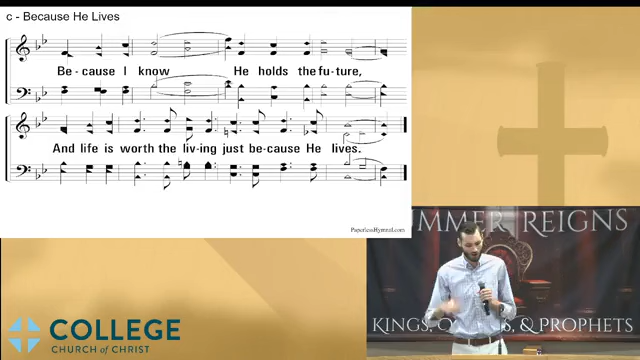 c - Because He Lives
Be-cause I know He holds the fu-ture,
And life is worth the liv-ing just be-cause He lives.
PaperlessHymnal.com
UMMER REIGNS
KINGS, & PROPHETS
COLLEGE
CHURCH of CHRIST